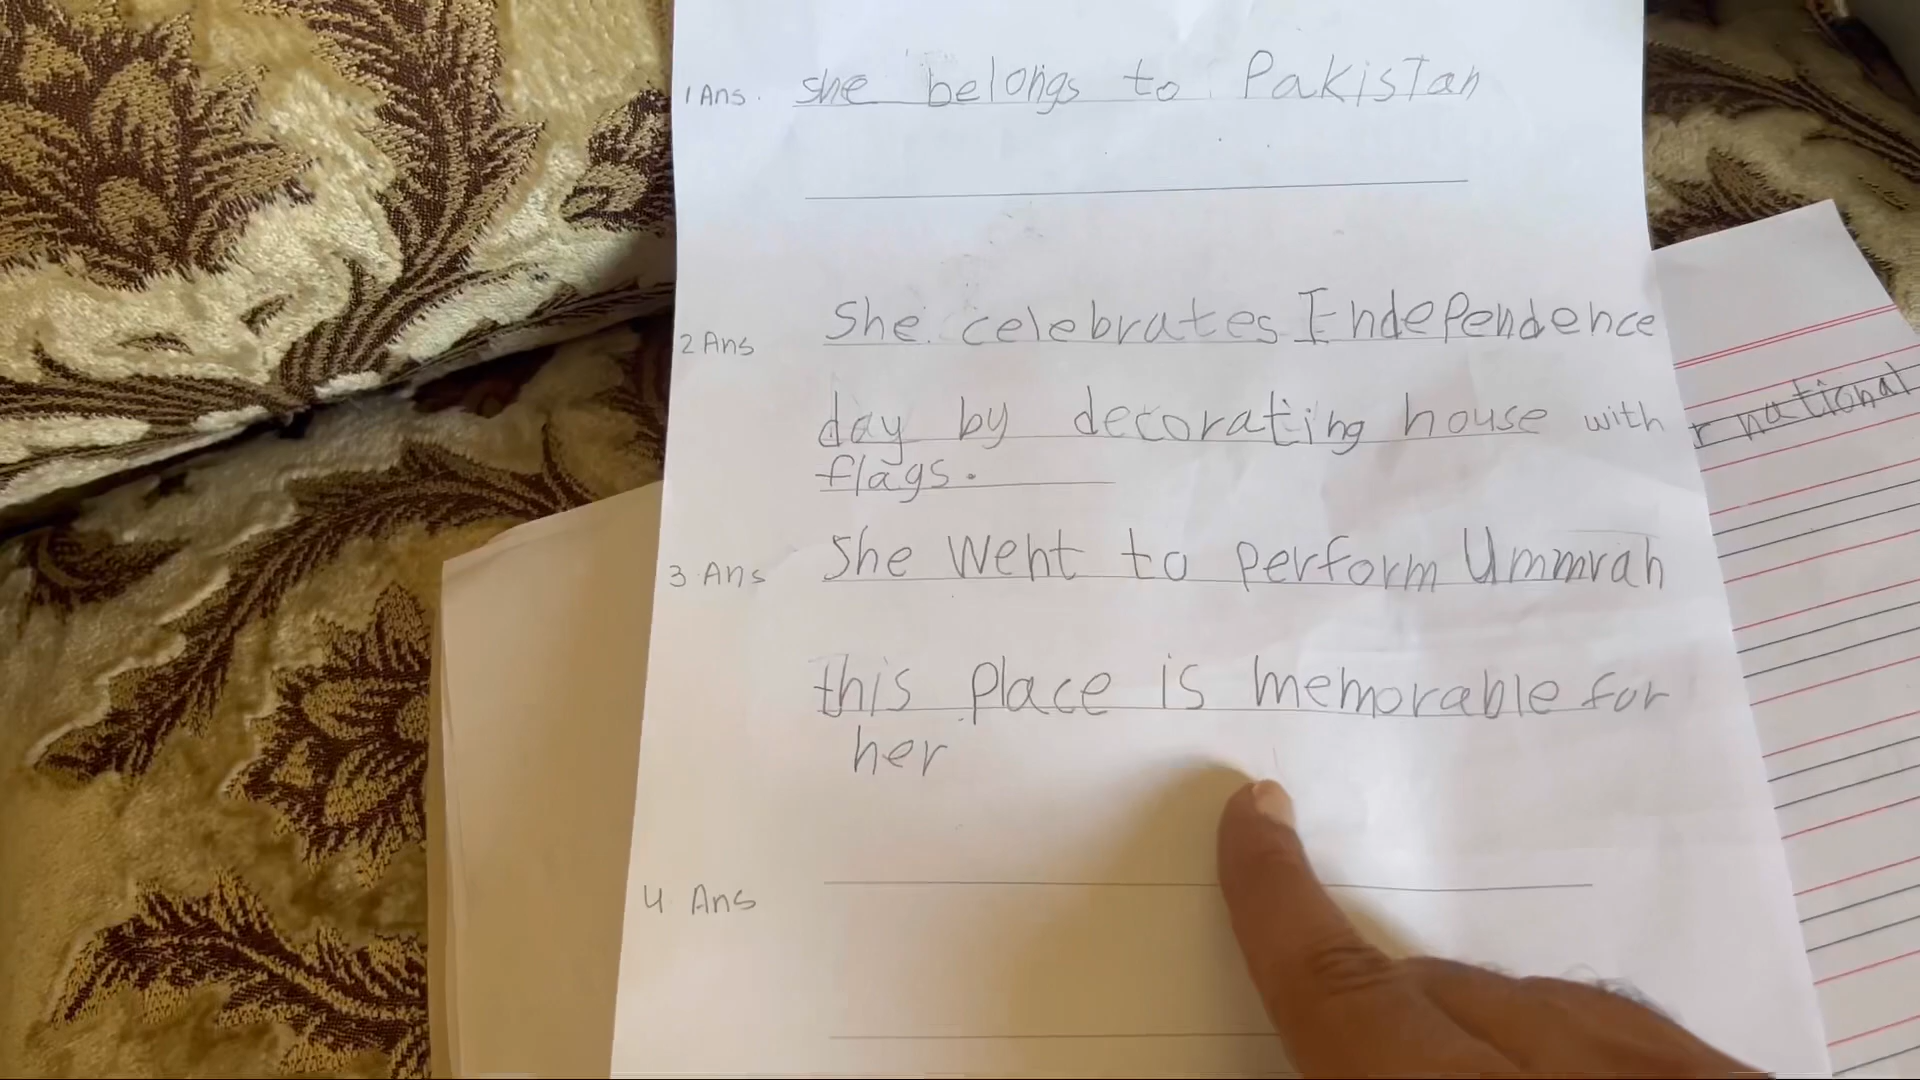 1 Ans. she belongs to Pakistan
2 Ans She celebrates Independence
day by decorating house with
flags.
3 Ans She went to perform Ummrah
this place is memorable for
her
4 Ans
r national